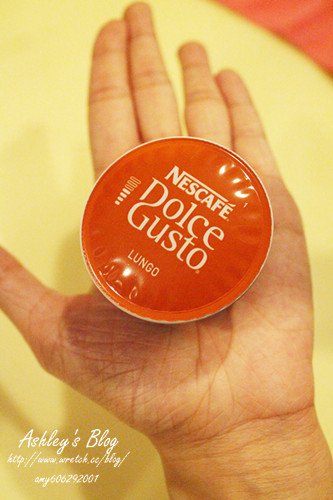 NESCAFÉ
DOLCE
GUSTO
LUNGO
Ashley's Blog
http://www.wretch.cc/blog/
amy606292001